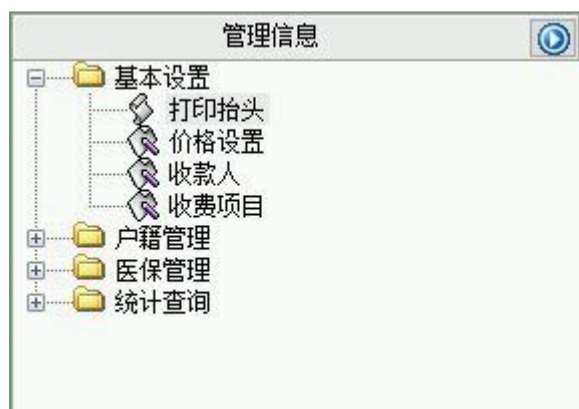 管理信息
基本设置
打印抬头
价格设置
收款人
收费项目
户籍管理
医保管理
统计查询